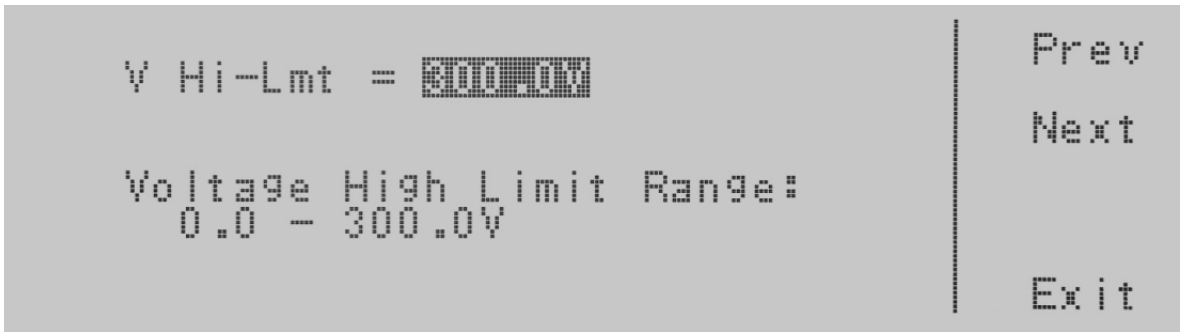 V Hi-Lmt = 300.0V
Voltage High Limit Range:
0.0 - 300.0V
Prev
Next
Exit